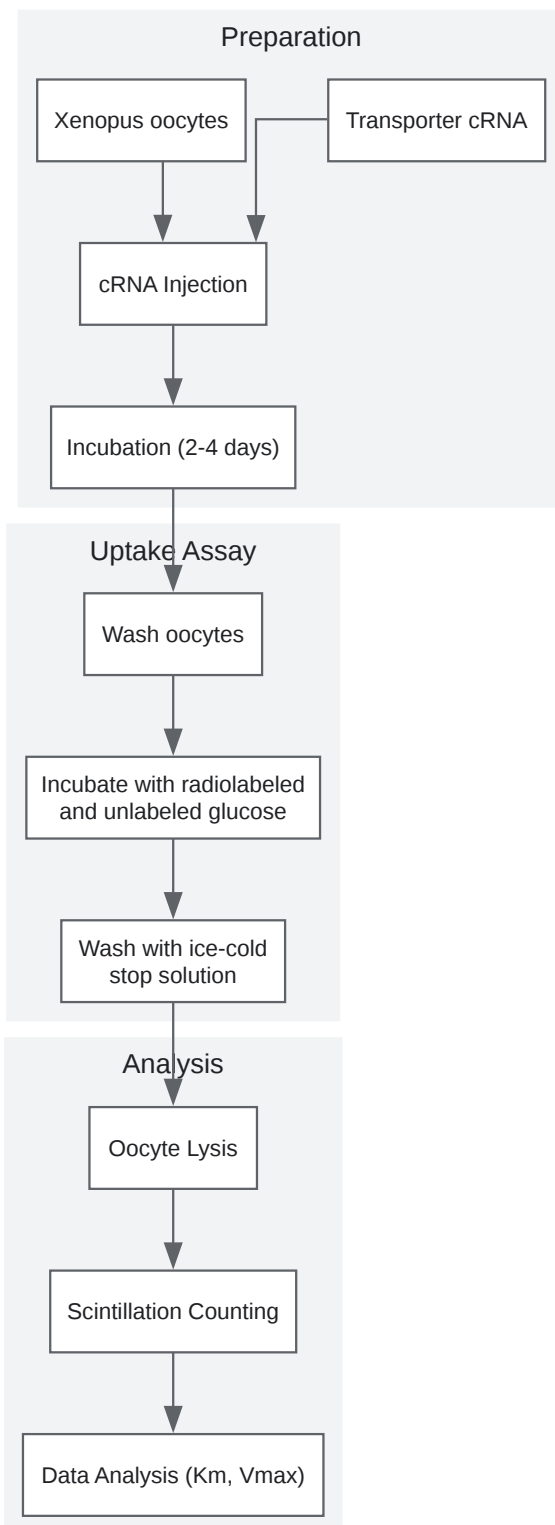 Preparation
Xenopus oocytes
Transporter cRNA
cRNA Injection
Incubation (2-4 days)
Uptake Assay
Wash oocytes
Incubate with radiolabeled
and unlabeled glucose
Wash with ice-cold
stop solution
Analysis
Oocyte Lysis
Scintillation Counting
Data Analysis (Km, Vmax)